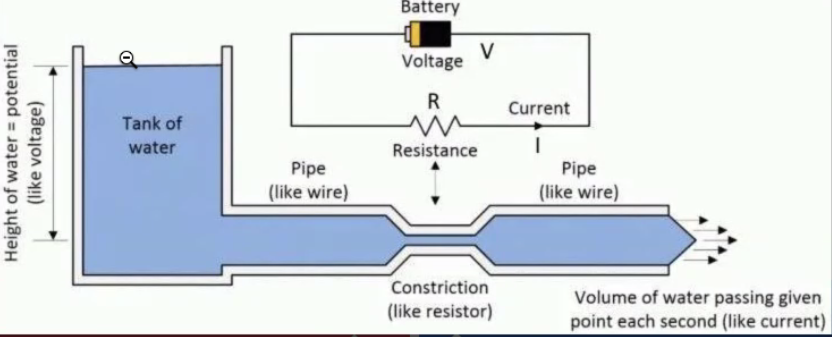 Battery
Voltage
V
R
Current
Resistance
I
Height of water = potential
(like voltage)
Tank of
water
Pipe
(like wire)
Pipe
(like wire)
Constriction
(like resistor)
Volume of water passing given
point each second (like current)